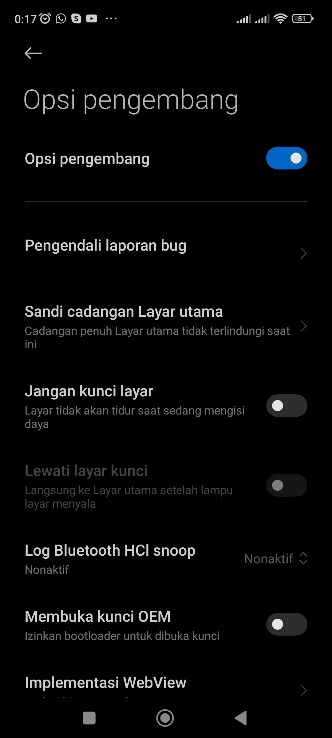 0:17
51
Opsi pengembang
Opsi pengembang
Pengendali laporan bug
Sandi cadangan Layar utama
Cadangan penuh Layar utama tidak terlindungi saat
ini
Jangan kunci layar
Layar tidak akan tidur saat sedang mengisi
daya
Lewati layar kunci
Langsung ke Layar utama setelah lampu
layar menyala
Log Bluetooth HCl snoop
Nonaktif
Nonaktif
Membuka kunci OEM
Izinkan bootloader untuk dibuka kunci
Implementasi WebView